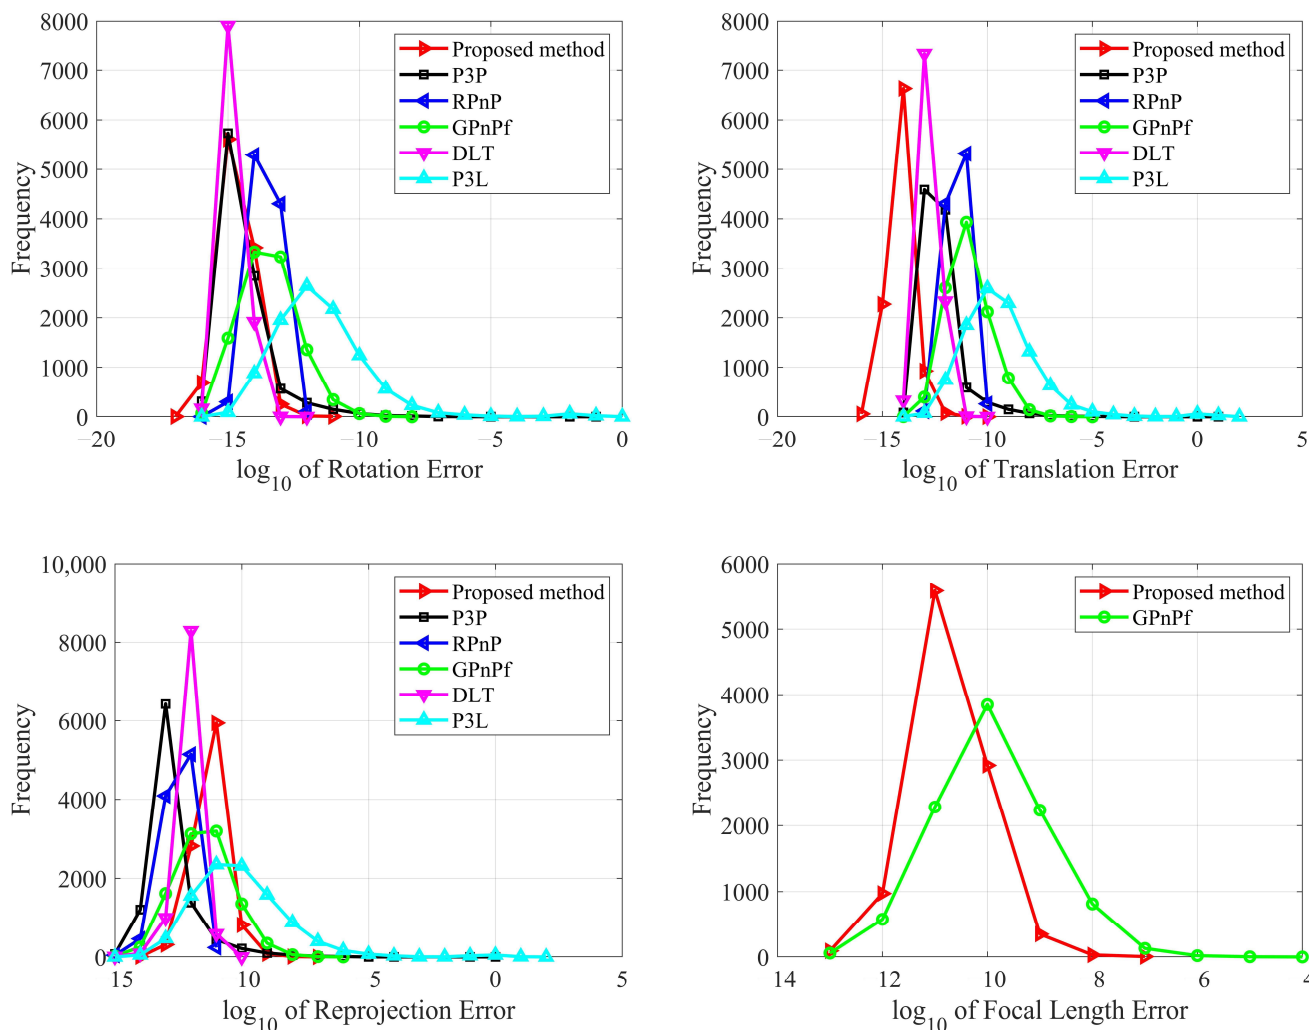 8000
7000
6000
5000
4000
3000
2000
1000
0
Frequency
−20
−15
−10
−5
0
log10 of Rotation Error
Proposed method
P3P
RPnP
GPnPf
DLT
P3L
8000
7000
6000
5000
4000
3000
2000
1000
0
Frequency
−20
−15
−10
−5
0
5
log10 of Translation Error
Proposed method
P3P
RPnP
GPnPf
DLT
P3L
10,000
8000
6000
4000
2000
0
Frequency
15
10
5
0
5
log10 of Reprojection Error
Proposed method
P3P
RPnP
GPnPf
DLT
P3L
6000
5000
4000
3000
2000
1000
0
Frequency
14
12
10
8
6
4
log10 of Focal Length Error
Proposed method
GPnPf